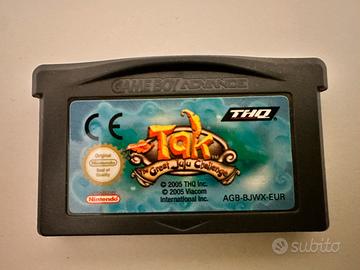 GAME BOY ADVANCE
CE
THQ
Tak
The Great Juju Challenge
Original
Nintendo
Seal of
Quality
Nintendo
© 2005 THQ Inc.
© 2005 Viacom
International Inc.
AGB-BJWX-EUR
subito